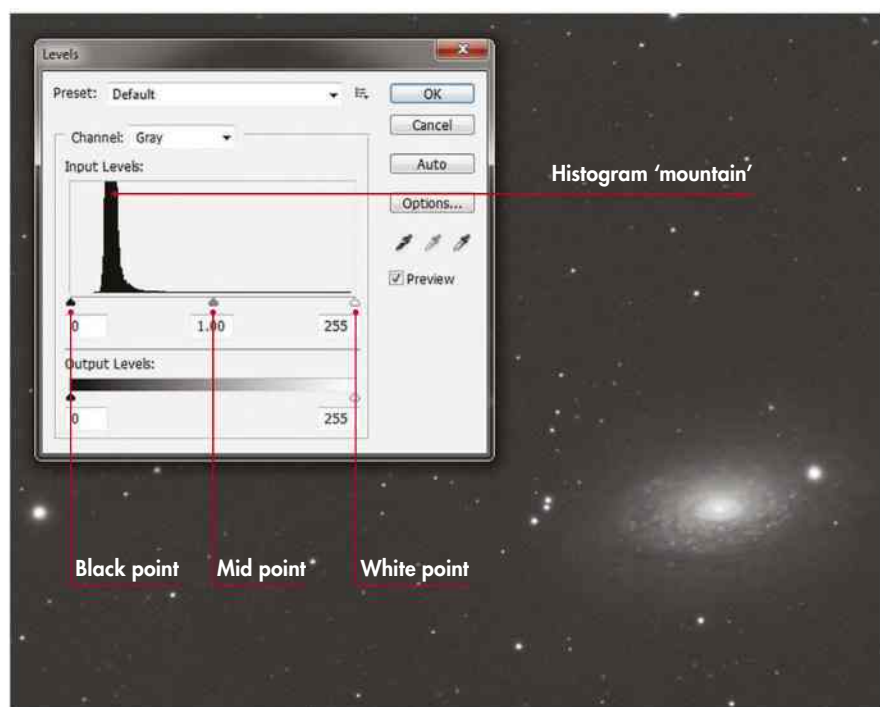 Levels
Preset: Default
OK
Cancel
Channel: Gray
Auto
Input Levels:
Histogram ‘mountain’
Options...
Preview
0 1.00 255
Output Levels:
0 255
Black point Mid point White point